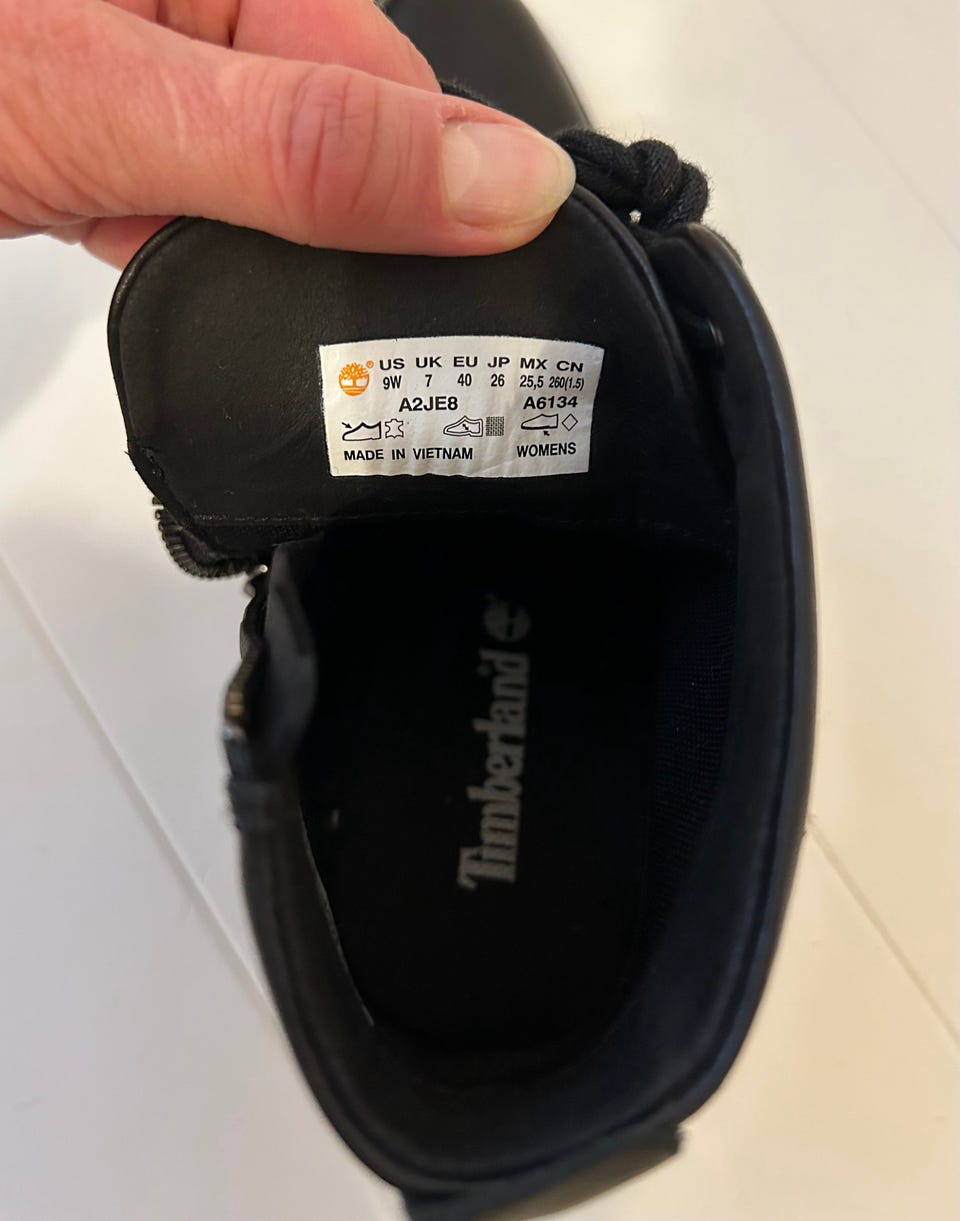 US UK EU JP MX CN
9W 7 40 26 25,5 260(1.5)
A2JE8 A6134
MADE IN VIETNAM WOMENS
Timberland